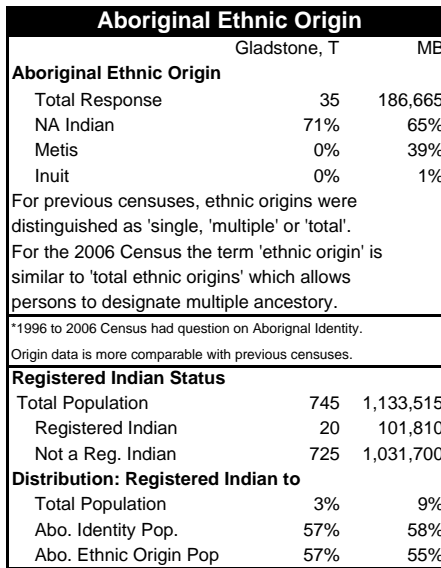 Aboriginal Ethnic Origin
Gladstone, T MB
Aboriginal Ethnic Origin
Total Response 35 186,665
NA Indian 71% 65%
Metis 0% 39%
Inuit 0% 1%
For previous censuses, ethnic origins were
distinguished as 'single, 'multiple' or 'total'.
For the 2006 Census the term 'ethnic origin' is
similar to 'total ethnic origins' which allows
persons to designate multiple ancestory.
*1996 to 2006 Census had question on Aborignal Identity.
Origin data is more comparable with previous censuses.
Registered Indian Status
Total Population 745 1,133,515
Registered Indian 20 101,810
Not a Reg. Indian 725 1,031,700
Distribution: Registered Indian to
Total Population 3% 9%
Abo. Identity Pop. 57% 58%
Abo. Ethnic Origin Pop 57% 55%